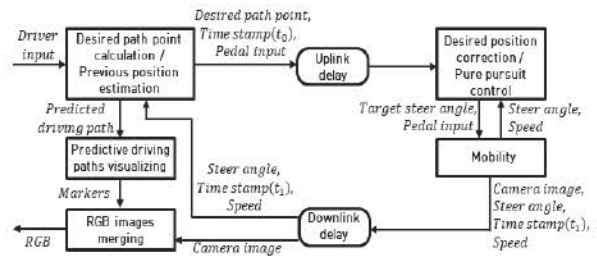 Desired path point,
Time stamp(t₀),
Pedal input
Driver
input
Desired path point
calculation /
Previous position
estimation
Uplink
delay
Desired position
correction /
Pure pursuit
control
Predicted
driving path
Target steer angle,
Pedal input
Steer angle,
Speed
Predictive driving
paths visualizing
Mobility
Steer angle,
Time stamp(t₁),
Speed
Markers
Camera image,
Steer angle,
Time stamp(t₁),
Speed
RGB images
merging
Downlink
delay
RGB
Camera image